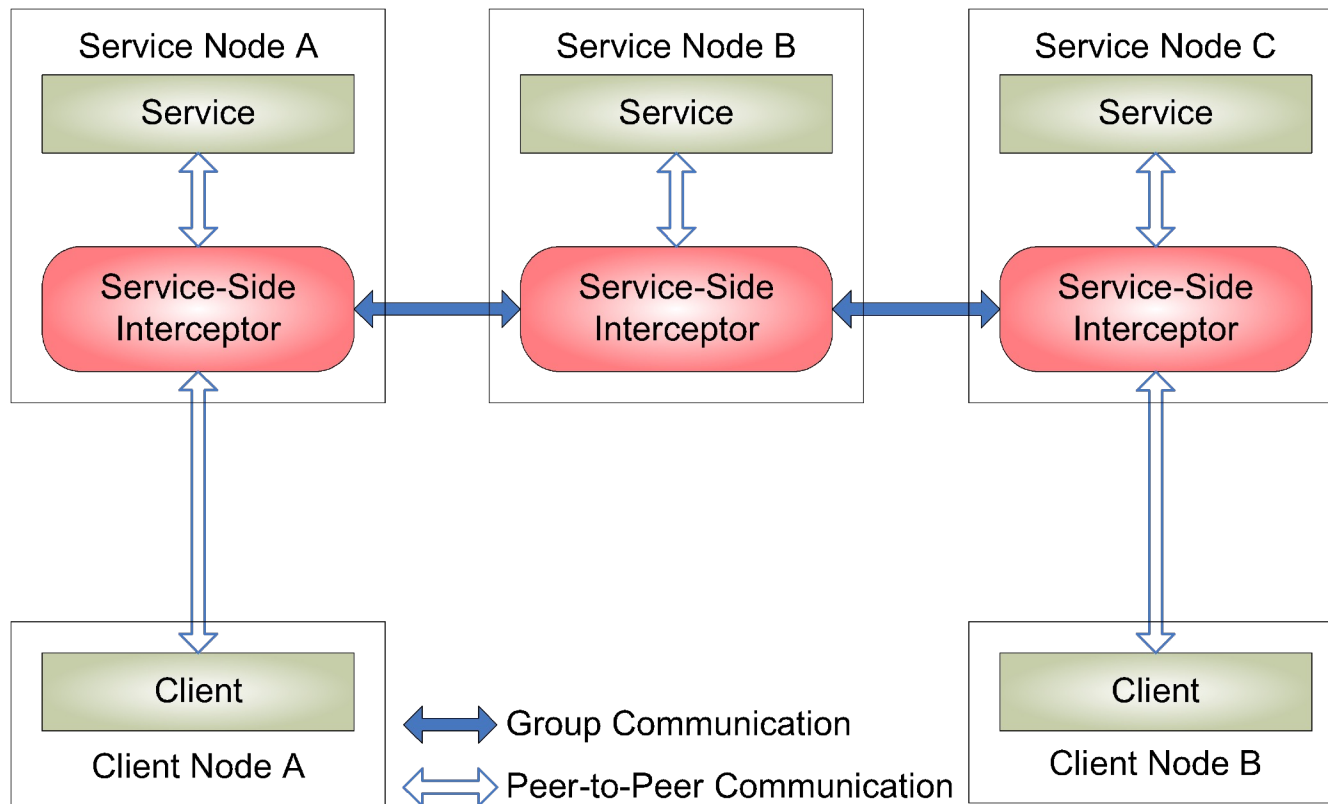 Service Node A
Service Node B
Service Node C
Service
Service
Service
Service-Side
Interceptor
Service-Side
Interceptor
Service-Side
Interceptor
Client
Client Node A
Group Communication
Peer-to-Peer Communication
Client
Client Node B